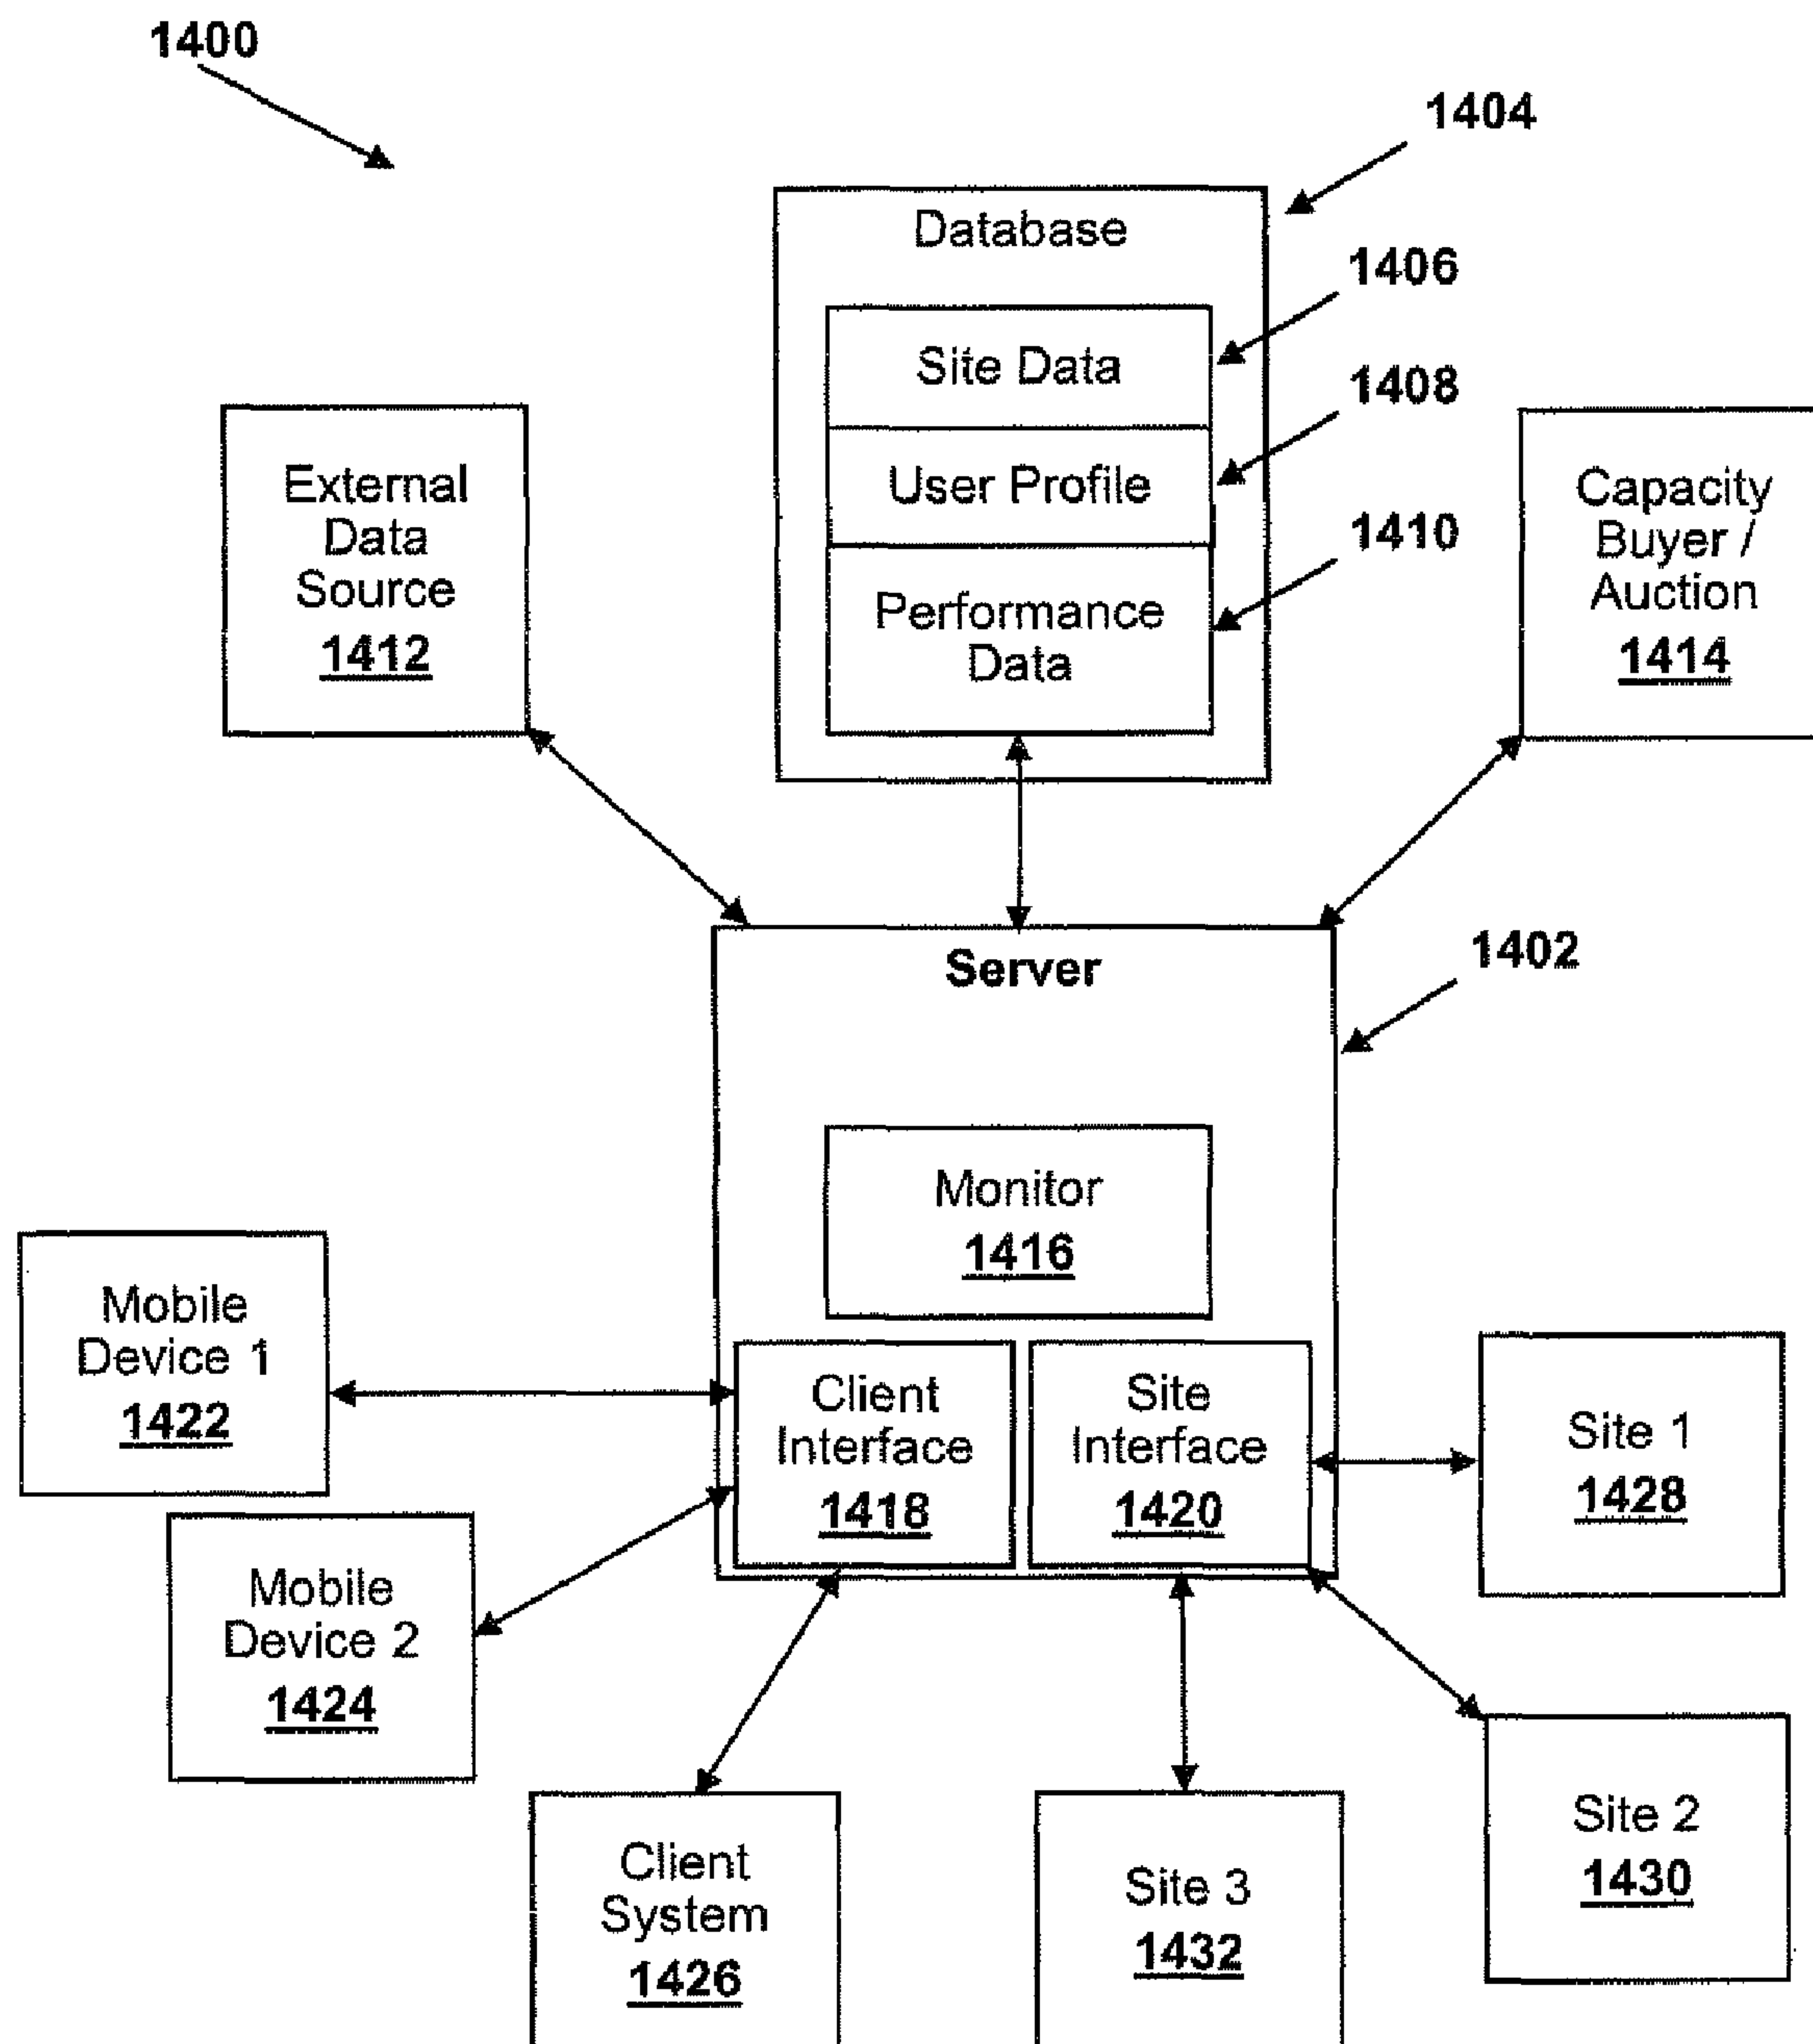 1400
1404
Database
1406
Site Data
1408
User Profile
1410
Performance
Data
External
Data
Source
1412
Capacity
Buyer /
Auction
1414
Server
1402
Monitor
1416
Mobile
Device 1
1422
Client
Interface
1418
Site
Interface
1420
Site 1
1428
Mobile
Device 2
1424
Client
System
1426
Site 3
1432
Site 2
1430